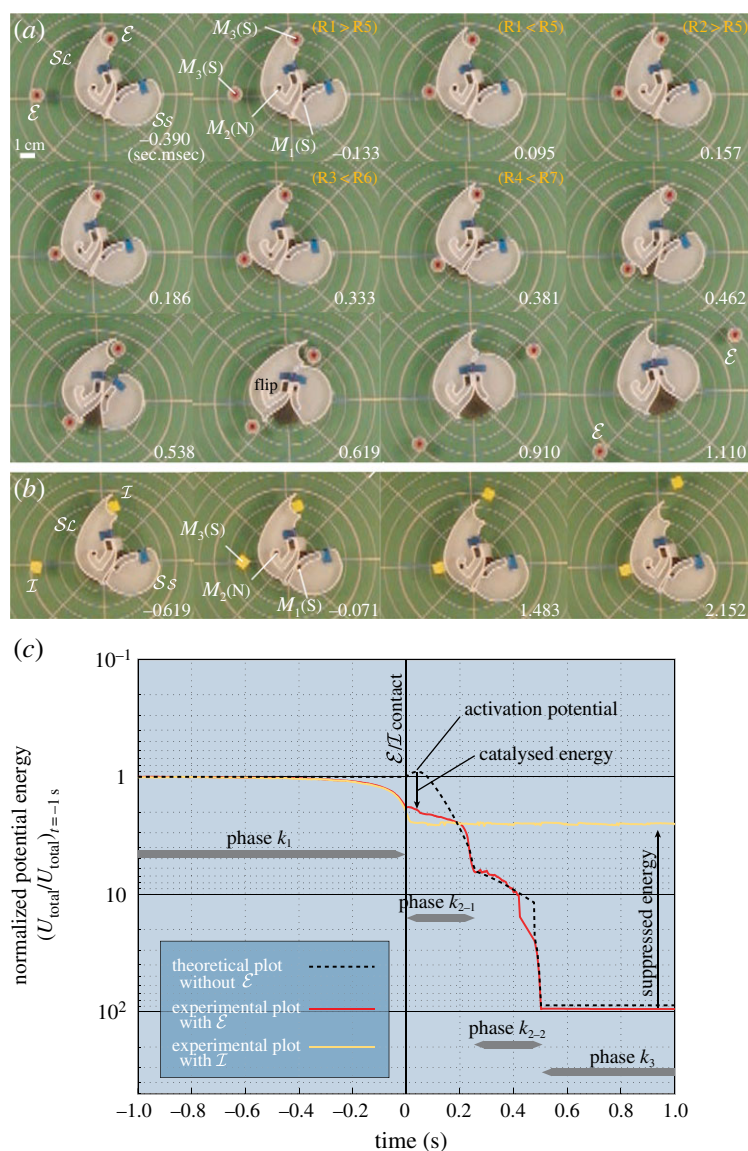 (a)
M₃(S)
(R1 > R5)
(R1 < R5)
(R2 > R5)
ℰ
Sℒ
M₃(S)
ℰ
M₂(N)
M₁(S)
Ss
1 cm
–0.390
(sec.msec)
–0.133
0.095
0.157
(R3 < R6)
(R4 < R7)
0.186
0.333
0.381
0.462
flip
ℰ
ℰ
0.538
0.619
0.910
1.110
(b)
ℐ
Sℒ
M₃(S)
ℐ
M₂(N)
M₁(S)
Ss
–0619
–0.071
1.483
2.152
(c)
10⁻¹
ℰ/ℐ contact
activation potential
catalysed energy
1
phase k₁
normalized potential energy
(U_total/U_total)_t = –1 s
10
phase k₂₋₁
suppressed energy
theoretical plot
without ℰ
experimental plot
with ℰ
experimental plot
with ℐ
10²
phase k₂₋₂
phase k₃
–1.0 –0.8 –0.6 –0.4 –0.2 0 0.2 0.4 0.6 0.8 1.0
time (s)